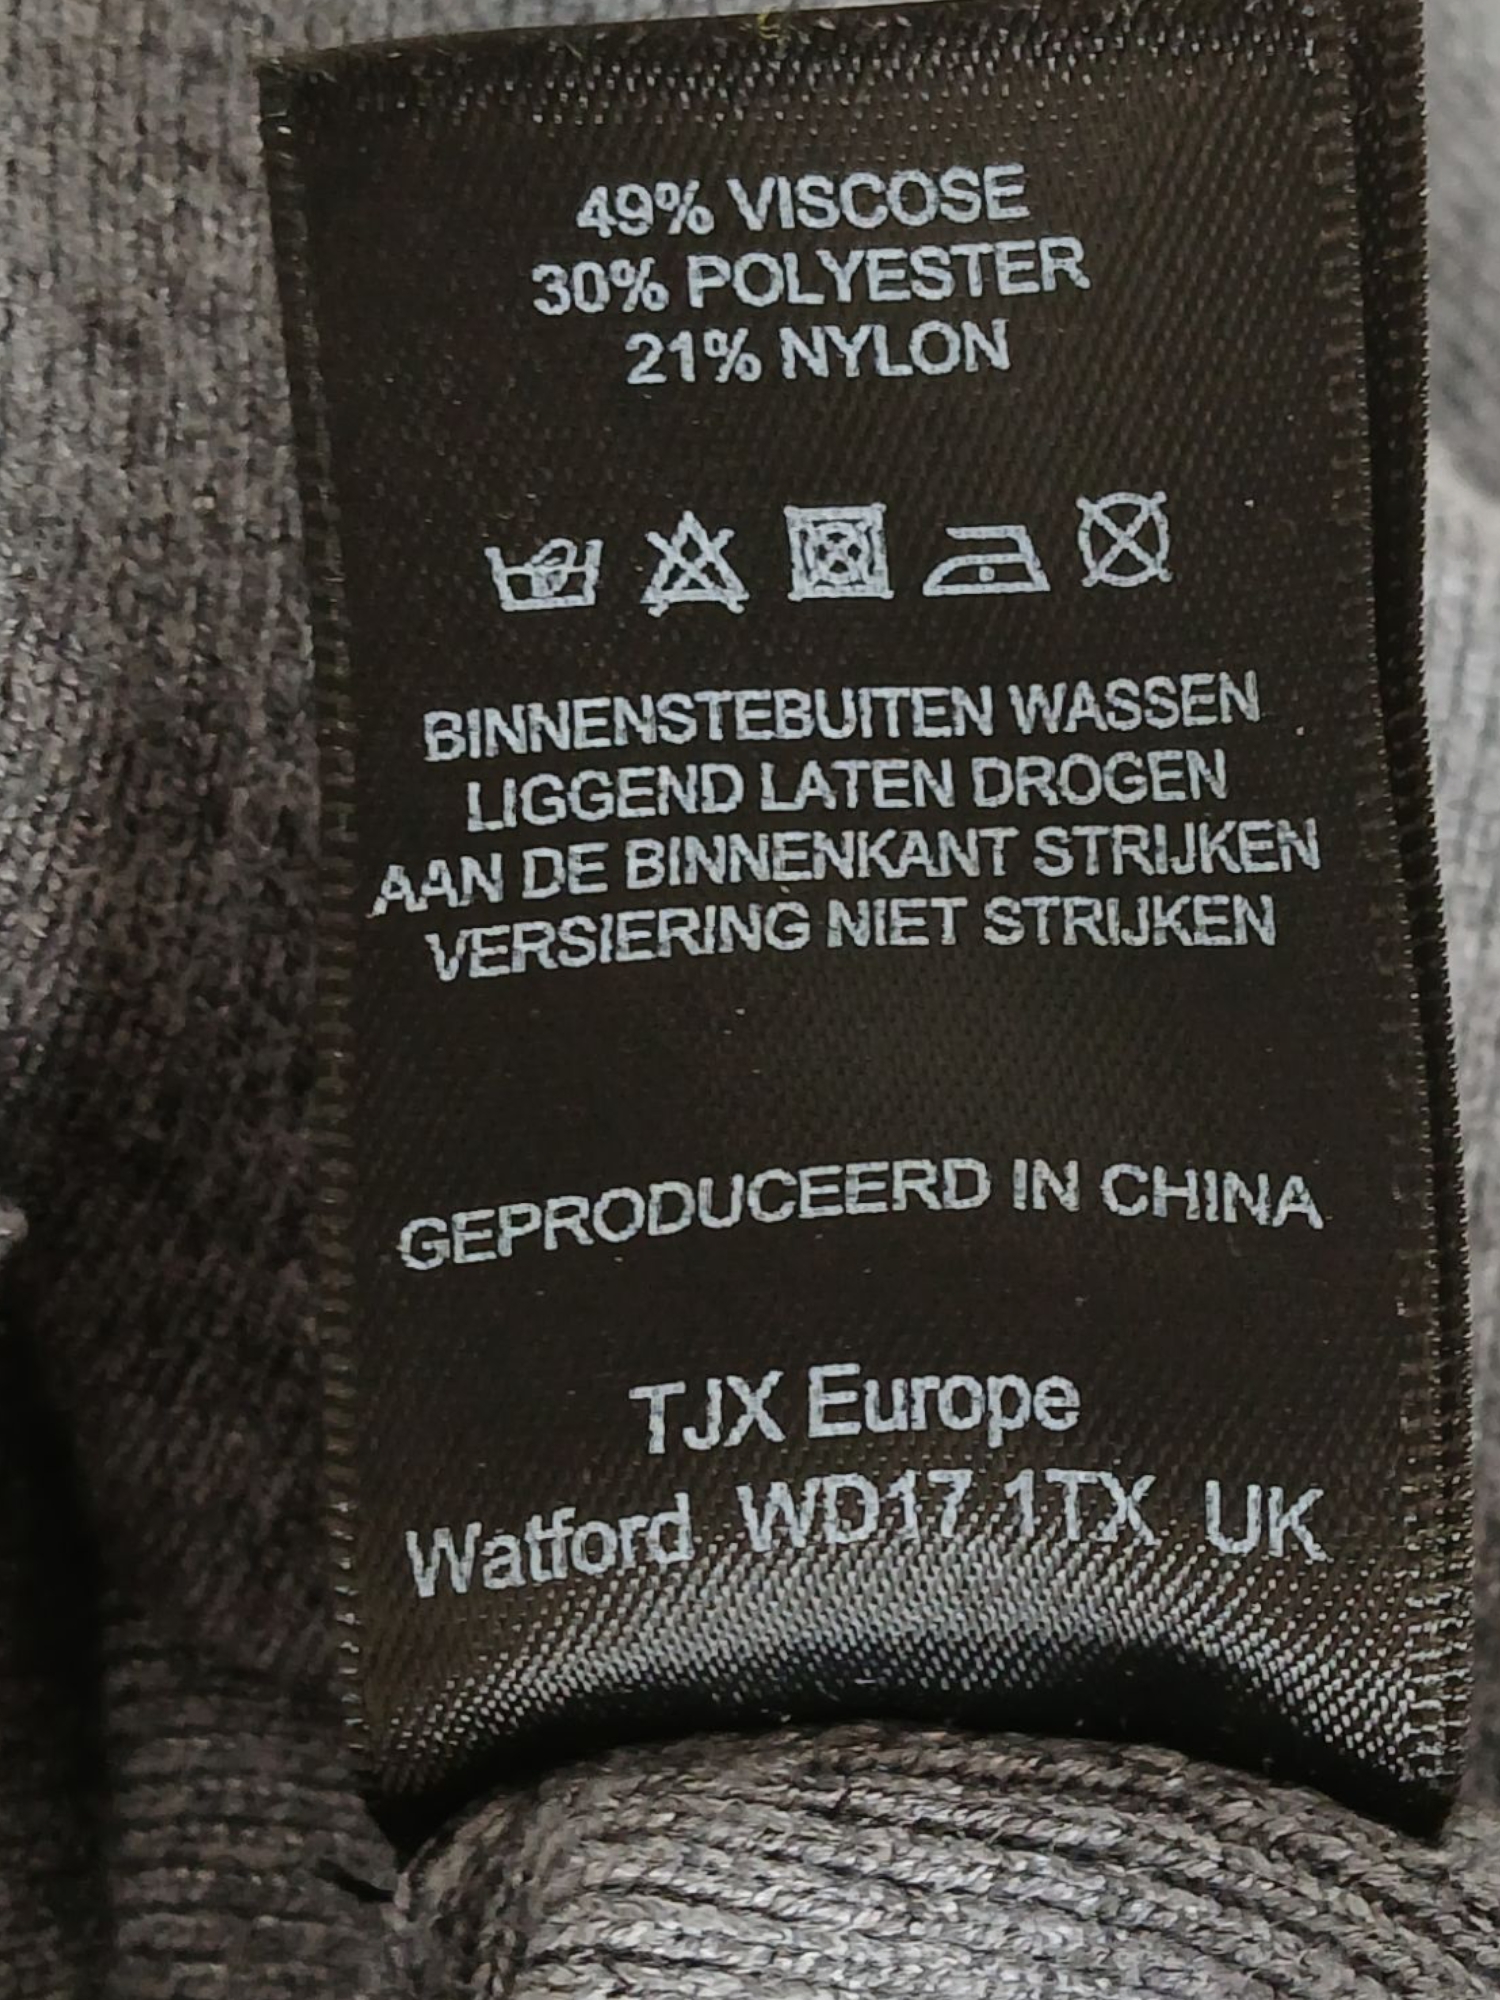 49% VISCOSE
30% POLYESTER
21% NYLON
BINNENSTEBUITEN WASSEN
LIGGEND LATEN DROGEN
AAN DE BINNENKANT STRIJKEN
VERSIERING NIET STRIJKEN
GEPRODUCEERD IN CHINA
TJX Europe
Watford WD17 1TX UK